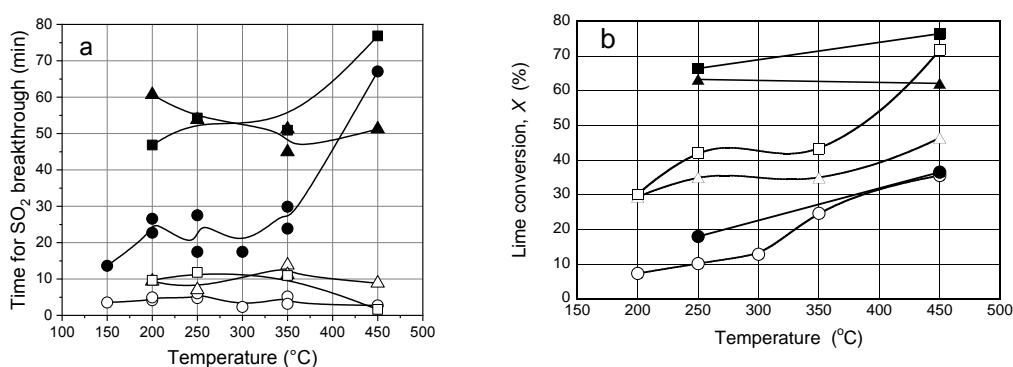 a
Time for SO2 breakthrough (min)
80
70
60
50
40
30
20
10
0
100 150 200 250 300 350 400 450 500
Temperature (°C)
b
Lime conversion, X (%)
80
70
60
50
40
30
20
10
0
150 200 250 300 350 400 450 500
Temperature (°C)